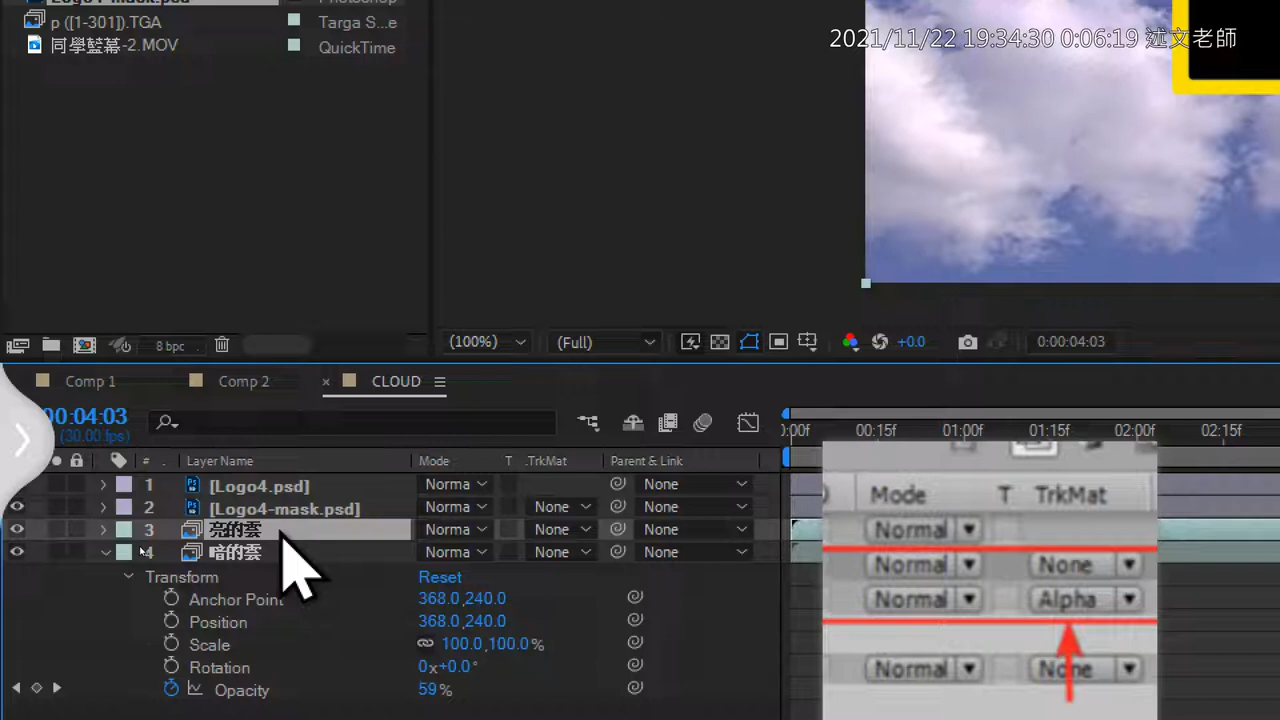 Logo4-mask.psd
Photoshop
p ([1-301]).TGA
Targa S...e
同學藍幕-2.MOV
QuickTime
2021/11/22 19:34:30 0:06:19 述文老師
8 bpc
(100%)
(Full)
+0.0
0:00:04:03
Comp 1
Comp 2
× CLOUD
00:04:03
(30.00 fps)
:00f 00:15f 01:00f 01:15f 02:00f 02:15f
# Layer Name Mode T .TrkMat Parent & Link
1 [Logo4.psd] Norma None
2 [Logo4-mask.psd] Norma None None
3 亮的雲 Norma None None
4 暗的雲 Norma None None
Transform Reset
Anchor Point 368.0,240.0
Position 368.0,240.0
Scale 100.0,100.0%
Rotation 0x+0.0°
Opacity 59%
Mode T TrkMat
Normal
Normal None
Normal Alpha
Normal None